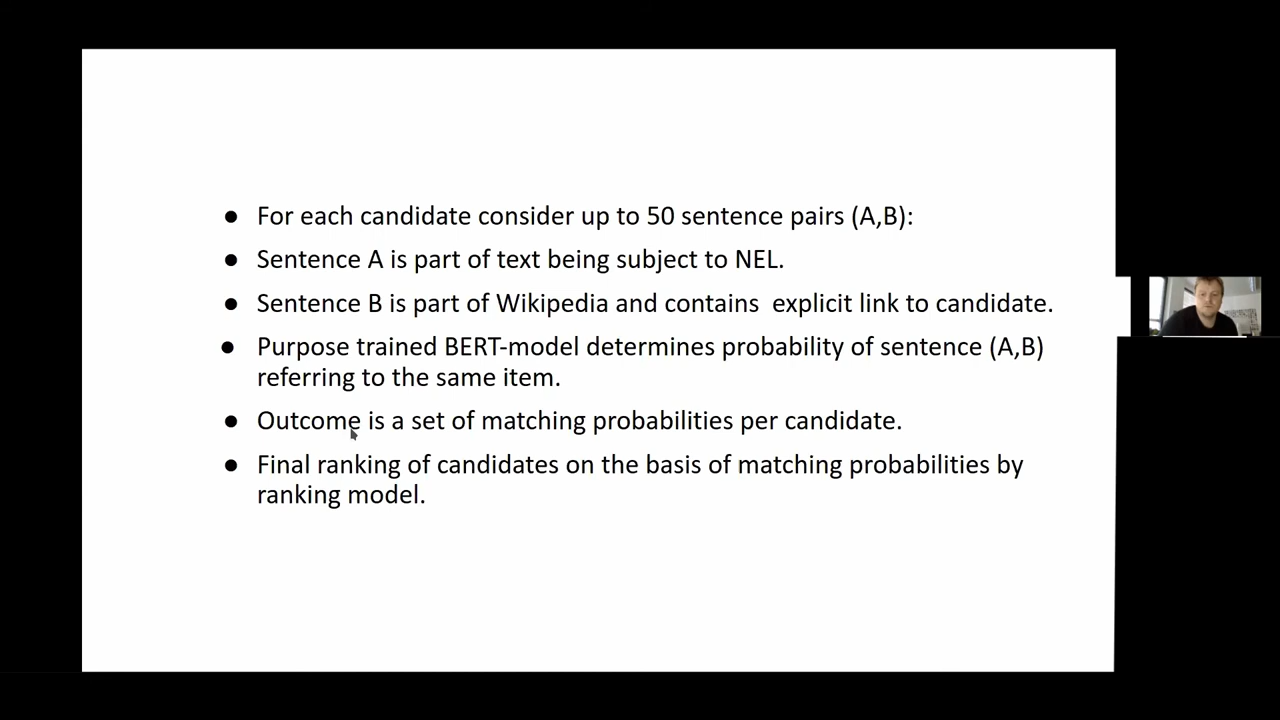 ● For each candidate consider up to 50 sentence pairs (A,B):
● Sentence A is part of text being subject to NEL.
● Sentence B is part of Wikipedia and contains  explicit link to candidate.
● Purpose trained BERT-model determines probability of sentence (A,B)
referring to the same item.
● Outcome is a set of matching probabilities per candidate.
● Final ranking of candidates on the basis of matching probabilities by
ranking model.